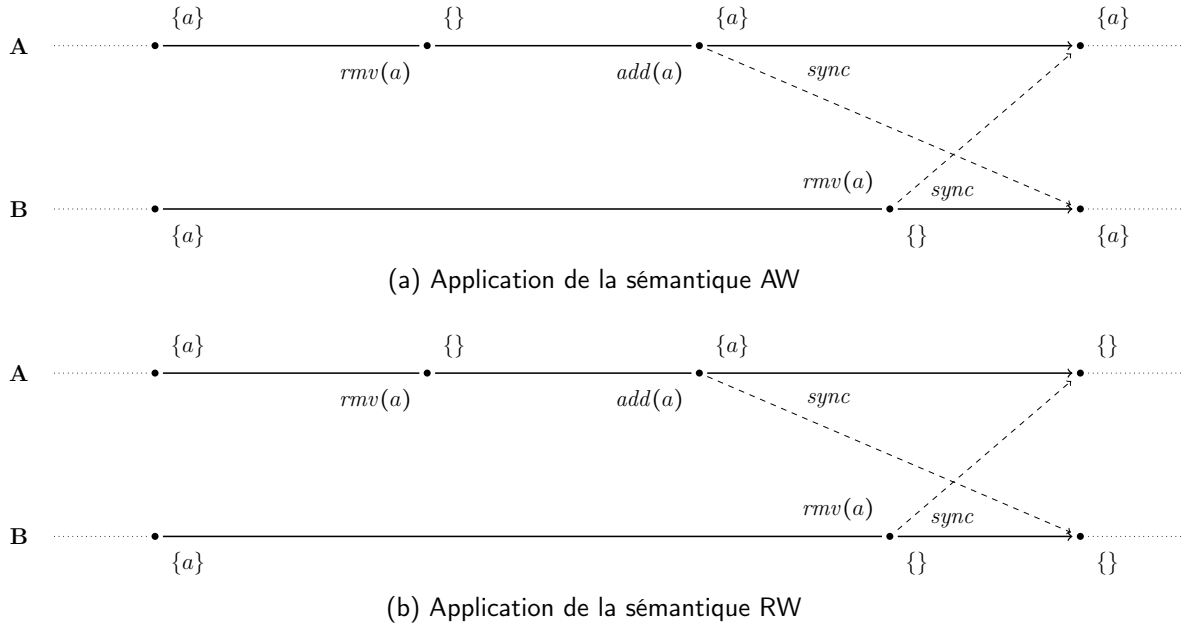 {a} {} {a} {a}
A
rmv(a) add(a) sync
rmv(a) sync
B
{a} {} {a}
(a) Application de la sémantique AW
{a} {} {a} {}
A
rmv(a) add(a) sync
rmv(a) sync
B
{a} {} {}
(b) Application de la sémantique RW